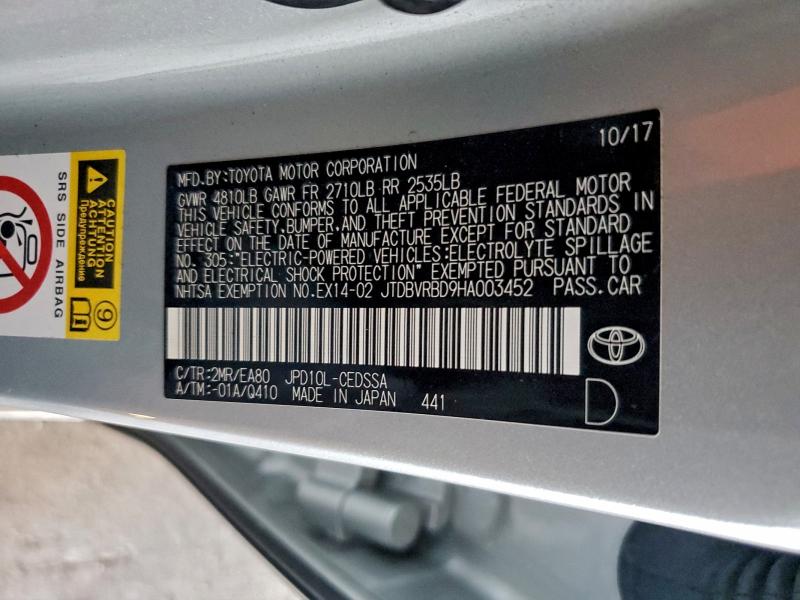 10/17
MFD.BY:TOYOTA MOTOR CORPORATION
GVWR 4810LB GAWR FR 2710LB RR 2535LB
THIS VEHICLE CONFORMS TO ALL APPLICABLE FEDERAL MOTOR
VEHICLE SAFETY,BUMPER,AND THEFT PREVENTION STANDARDS IN
EFFECT ON THE DATE OF MANUFACTURE EXCEPT FOR STANDARD
NO. 305:"ELECTRIC-POWERED VEHICLES:ELECTROLYTE SPILLAGE
AND ELECTRICAL SHOCK PROTECTION" EXEMPTED PURSUANT TO
NHTSA EXEMPTION NO.EX14-02 JTDBVRBD9HA003452 PASS.CAR
C/TR:2MR/EA80 JPD10L-CEDSSA
A/TM:-01A/Q410 MADE IN JAPAN 441
D
SRS SIDE AIRBAG
CAUTION
ATTENTION
ACHTUNG
Предупреждение
9